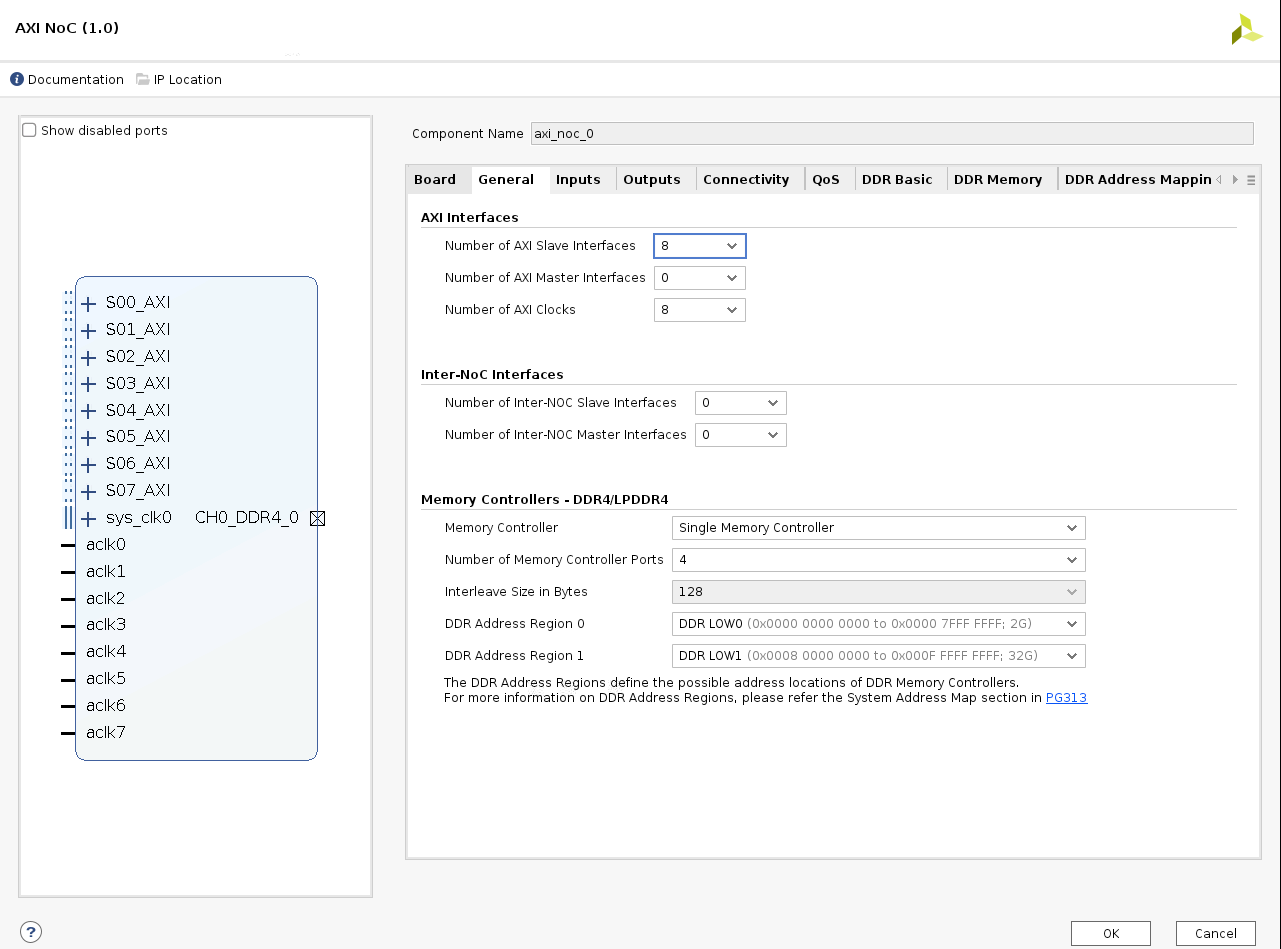 AXI NoC (1.0)
Documentation IP Location
Show disabled ports
S00_AXI
S01_AXI
S02_AXI
S03_AXI
S04_AXI
S05_AXI
S06_AXI
S07_AXI
sys_clk0 CH0_DDR4_0
aclk0
aclk1
aclk2
aclk3
aclk4
aclk5
aclk6
aclk7
Component Name axi_noc_0
Board General Inputs Outputs Connectivity QoS DDR Basic DDR Memory DDR Address Mappin
AXI Interfaces
Number of AXI Slave Interfaces 8
Number of AXI Master Interfaces 0
Number of AXI Clocks 8
Inter-NoC Interfaces
Number of Inter-NOC Slave Interfaces 0
Number of Inter-NOC Master Interfaces 0
Memory Controllers - DDR4/LPDDR4
Memory Controller Single Memory Controller
Number of Memory Controller Ports 4
Interleave Size in Bytes 128
DDR Address Region 0 DDR LOW0 (0x0000 0000 0000 to 0x0000 7FFF FFFF; 2G)
DDR Address Region 1 DDR LOW1 (0x0008 0000 0000 to 0x000F FFFF FFFF; 32G)
The DDR Address Regions define the possible address locations of DDR Memory Controllers.
For more information on DDR Address Regions, please refer the System Address Map section in PG313
? OK Cancel